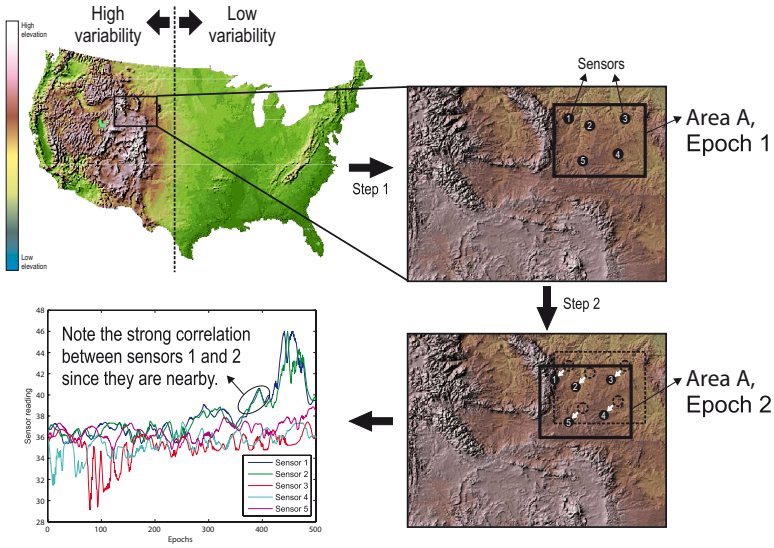 High
elevation
Low
elevation
High
variability
Low
variability
Sensors
1
2
3
4
5
Area A,
Epoch 1
Step 1
Step 2
1
2
3
4
5
Area A,
Epoch 2
Note the strong correlation
between sensors 1 and 2
since they are nearby.
Sensor reading
48
46
44
42
40
38
36
34
32
30
28
0
100
200
300
400
500
Epochs
Sensor 1
Sensor 2
Sensor 3
Sensor 4
Sensor 5